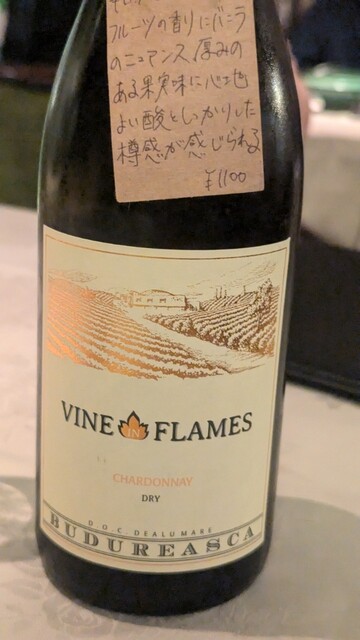 フルーツの香りにバニラ
のニュアンス 厚みの
ある果実味に心地
よい酸としっかりした
樽感が感じられる
¥1100
VINE IN FLAMES
CHARDONNAY
DRY
D.O.C. DEALU MARE
BUDUREASCA